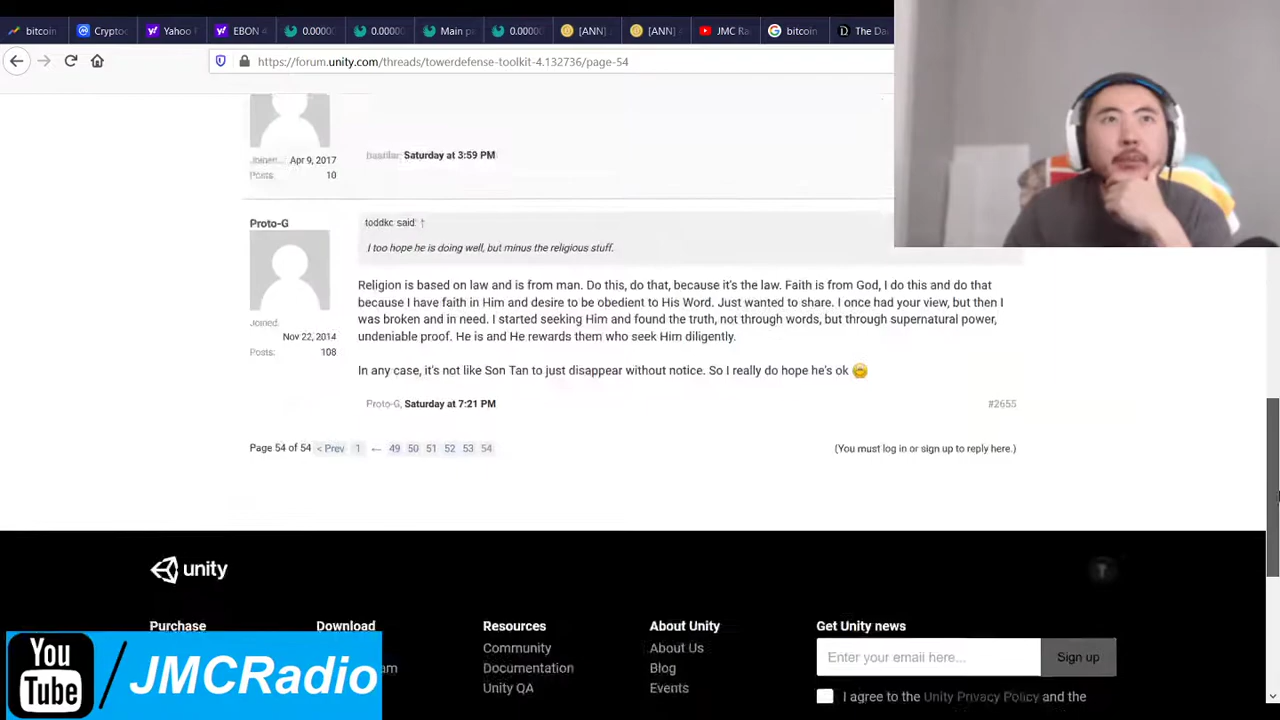 bitcoin
Cryptoc
Yahoo
EBON
0.0000
0.0000
Main p
0.0000
[ANN]
[ANN]
JMC Ra
bitcoin
The Da
https://forum.unity.com/threads/towerdefense-toolkit-4.132736/page-54
Joined: Apr 9, 2017
Posts: 10
Saturday at 3:59 PM
Proto-G
toddkc said: ↑
I too hope he is doing well, but minus the religious stuff.
Religion is based on law and is from man. Do this, do that, because it's the law. Faith is from God, I do this and do that
because I have faith in Him and desire to be obedient to His Word. Just wanted to share. I once had your view, but then I
was broken and in need. I started seeking Him and found the truth, not through words, but through supernatural power,
undeniable proof. He is and He rewards them who seek Him diligently.
Joined:
Nov 22, 2014
Posts: 108
In any case, it's not like Son Tan to just disappear without notice. So I really do hope he's ok
Proto-G, Saturday at 7:21 PM
#2655
Page 54 of 54 < Prev 1 ← 49 50 51 52 53 54
(You must log in or sign up to reply here.)
unity
Purchase
Download
Resources
Community
Documentation
Unity QA
About Unity
About Us
Blog
Events
Get Unity news
Enter your email here...
Sign up
I agree to the Unity Privacy Policy and the
You
Tube
/JMCRadio